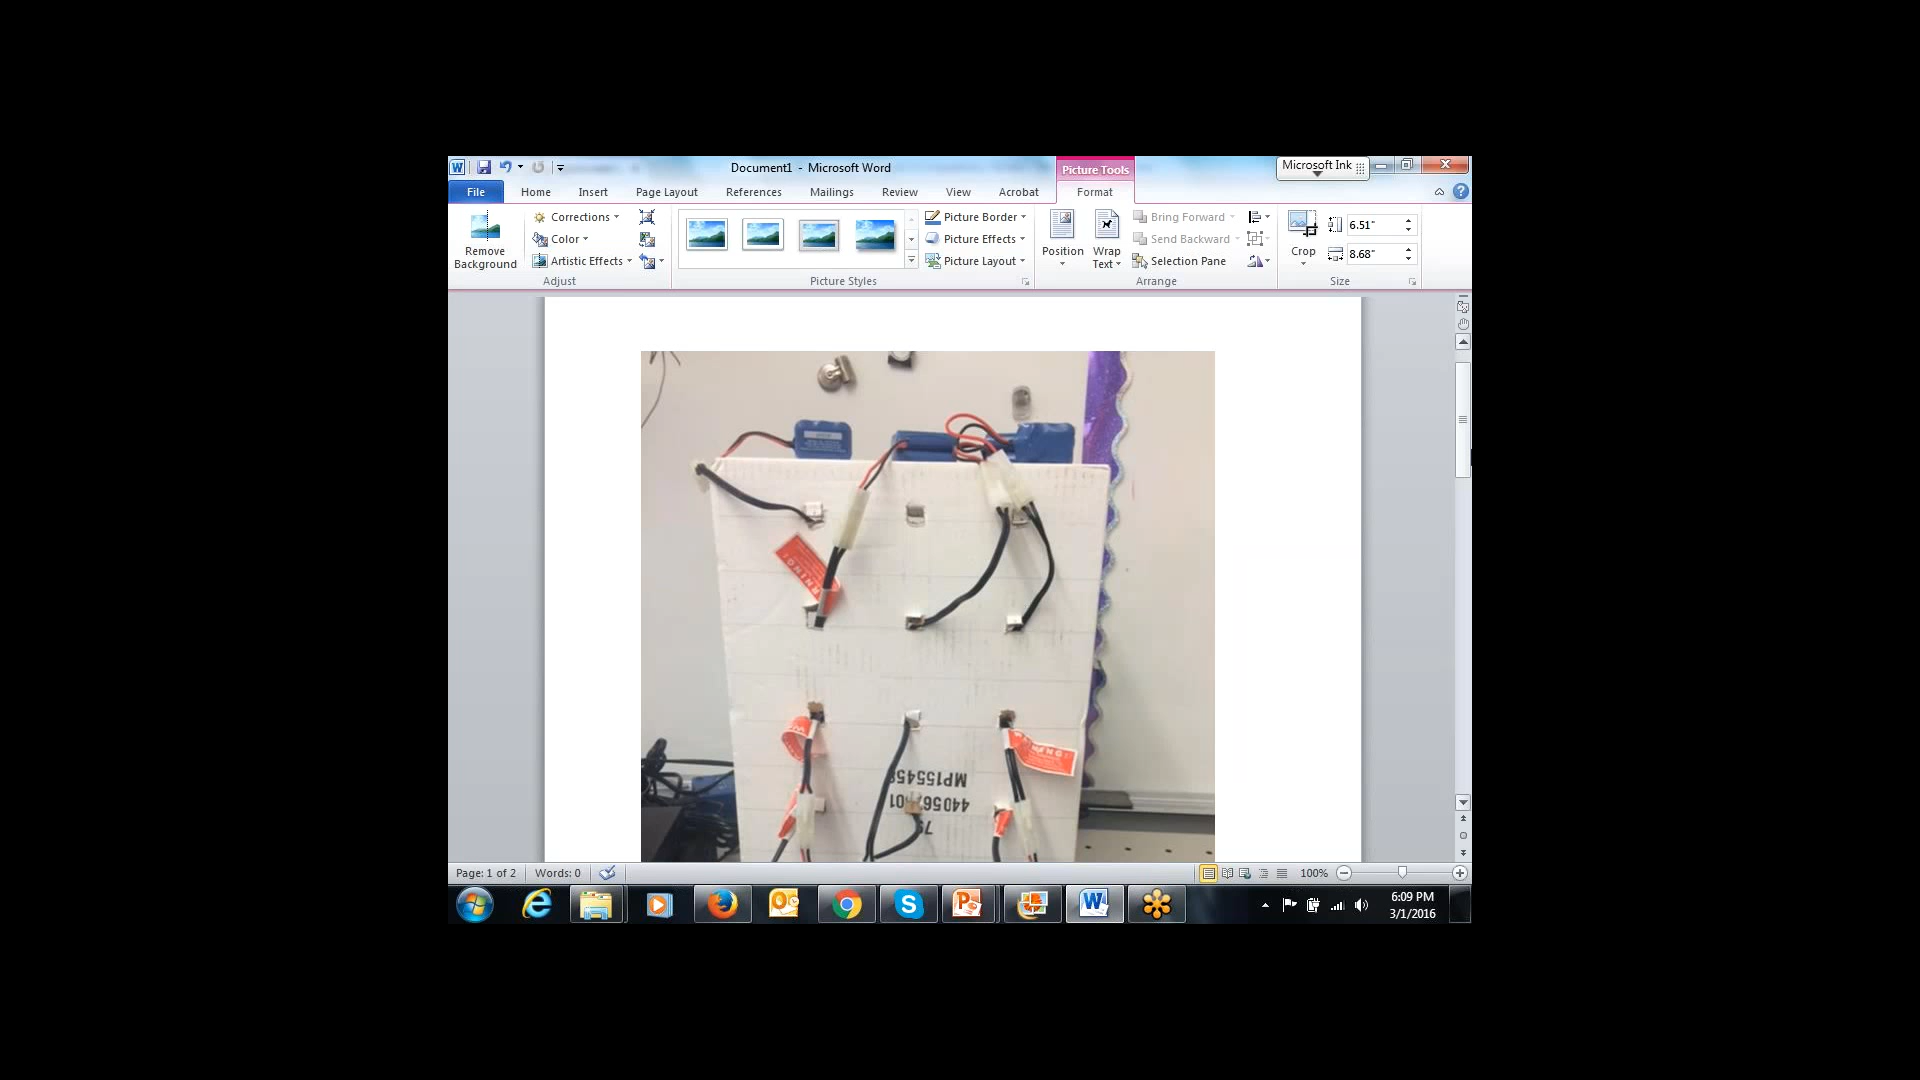 Document1 - Microsoft Word
Picture Tools
Microsoft Ink
File Home Insert Page Layout References Mailings Review View Acrobat Format
Remove Background
Corrections
Color
Artistic Effects
Adjust
Picture Border
Picture Effects
Picture Layout
Picture Styles
Position
Wrap Text
Bring Forward
Send Backward
Selection Pane
Arrange
Crop
6.51"
8.68"
Size
MP155458
Page: 1 of 2 Words: 0 100%
6:09 PM
3/1/2016